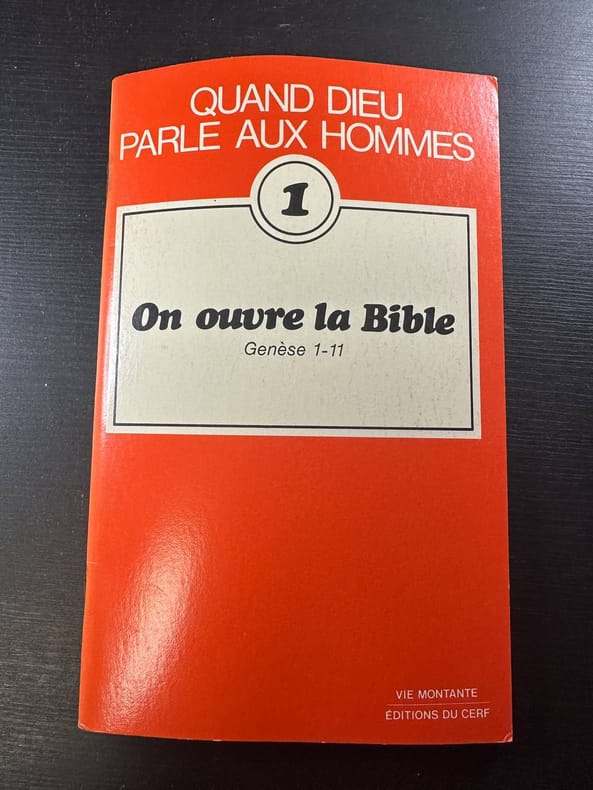 QUAND DIEU
PARLE AUX HOMMES
1
On ouvre la Bible
Genèse 1-11
VIE MONTANTE
ÉDITIONS DU CERF